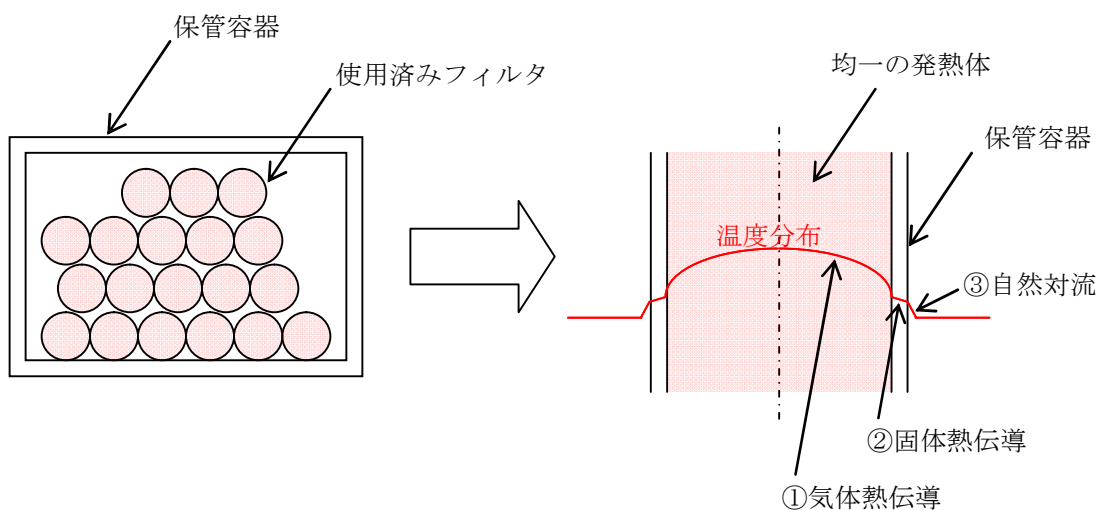 保管容器
使用済みフィルタ
均一の発熱体
保管容器
温度分布
③自然対流
②固体熱伝導
①気体熱伝導